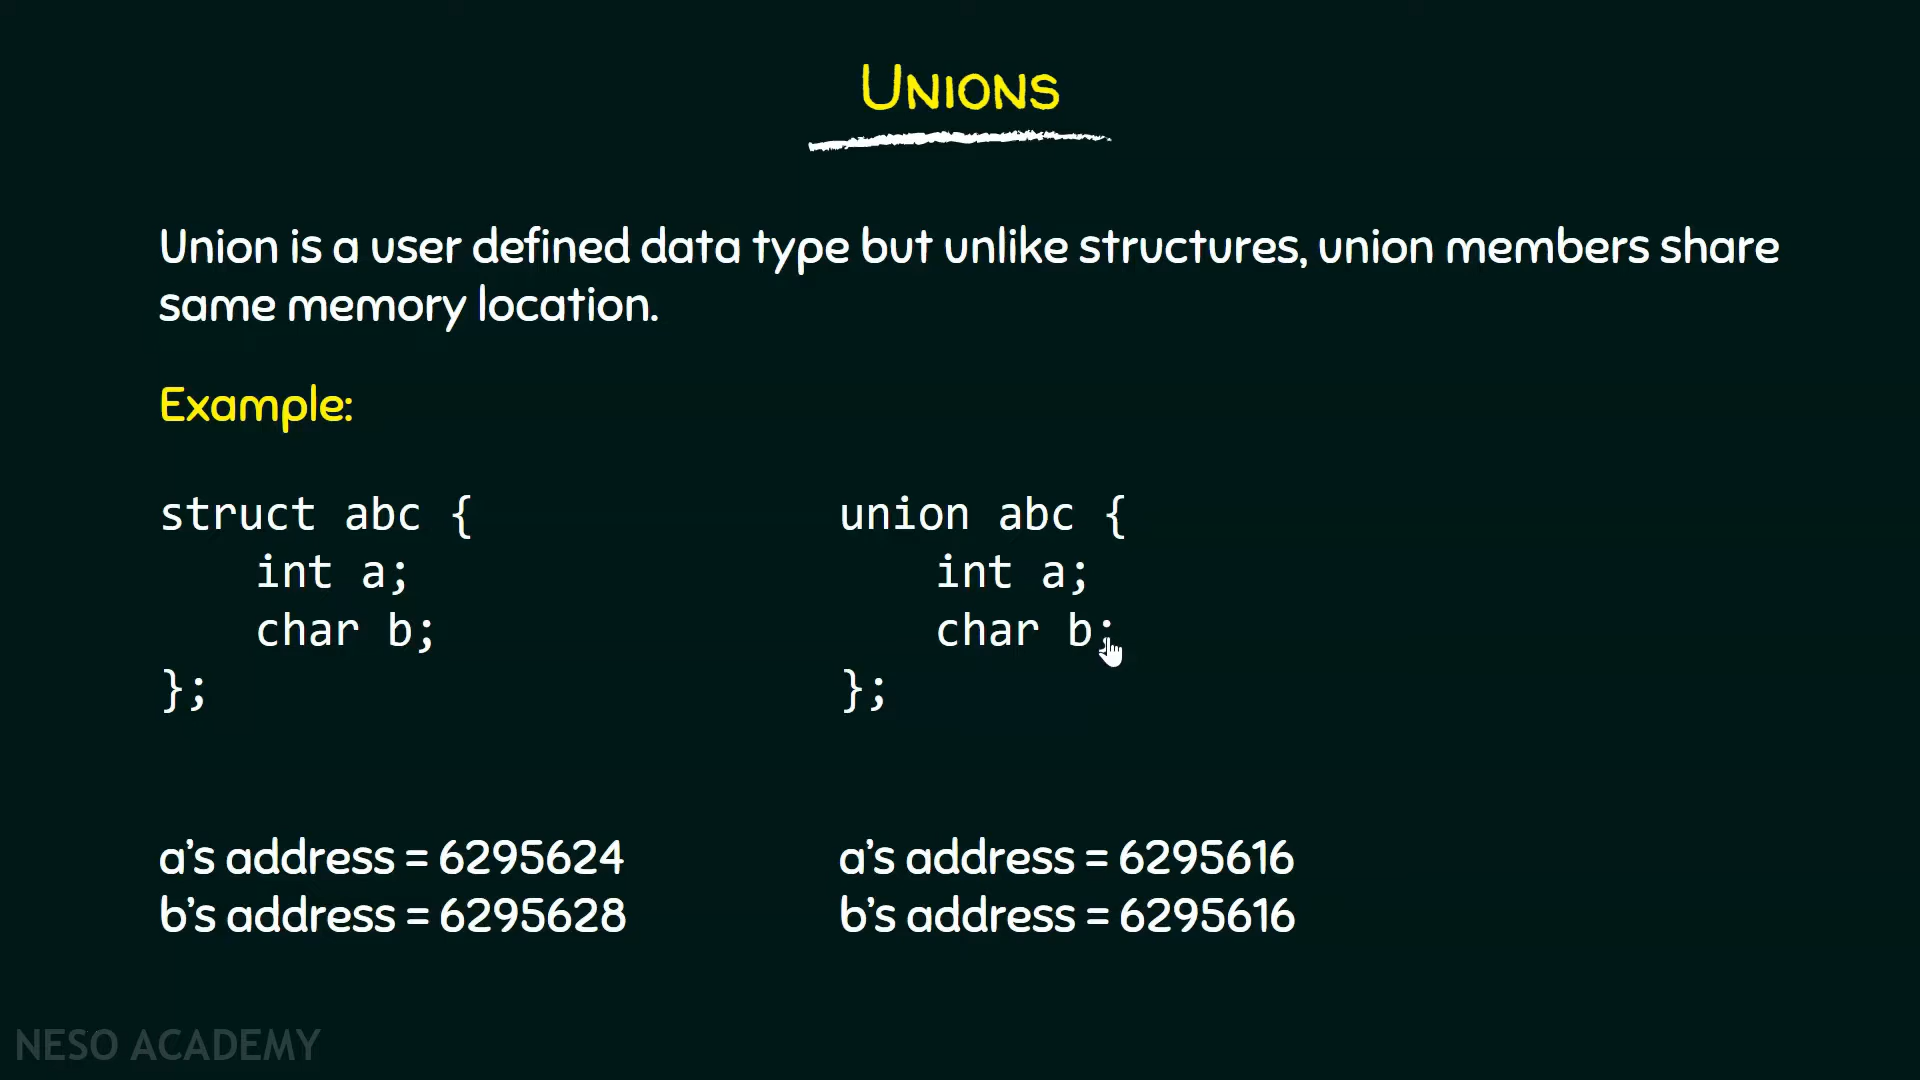 Unions
Union is a user defined data type but unlike structures, union members share
same memory location.
Example:
struct abc {
    int a;
    char b;
};
union abc {
    int a;
    char b;
};
a's address = 6295624
b's address = 6295628
a's address = 6295616
b's address = 6295616
NESO ACADEMY